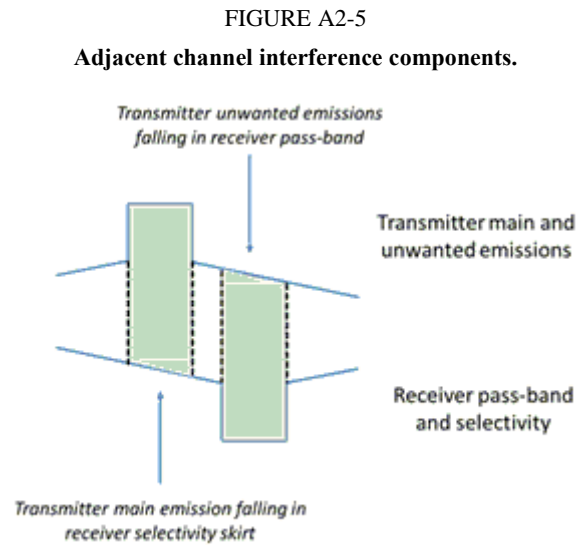 FIGURE A2-5
Adjacent channel interference components.
Transmitter unwanted emissions
falling in receiver pass-band
Transmitter main and
unwanted emissions
Receiver pass-band
and selectivity
Transmitter main emission falling in
receiver selectivity skirt